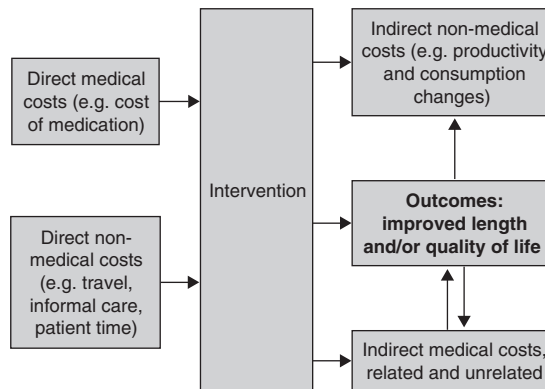 Direct medical
costs (e.g. cost
of medication)
Direct non-
medical costs
(e.g. travel,
informal care,
patient time)
Intervention
Indirect non-medical
costs (e.g. productivity
and consumption
changes)
Outcomes:
improved length
and/or quality of life
Indirect medical costs,
related and unrelated